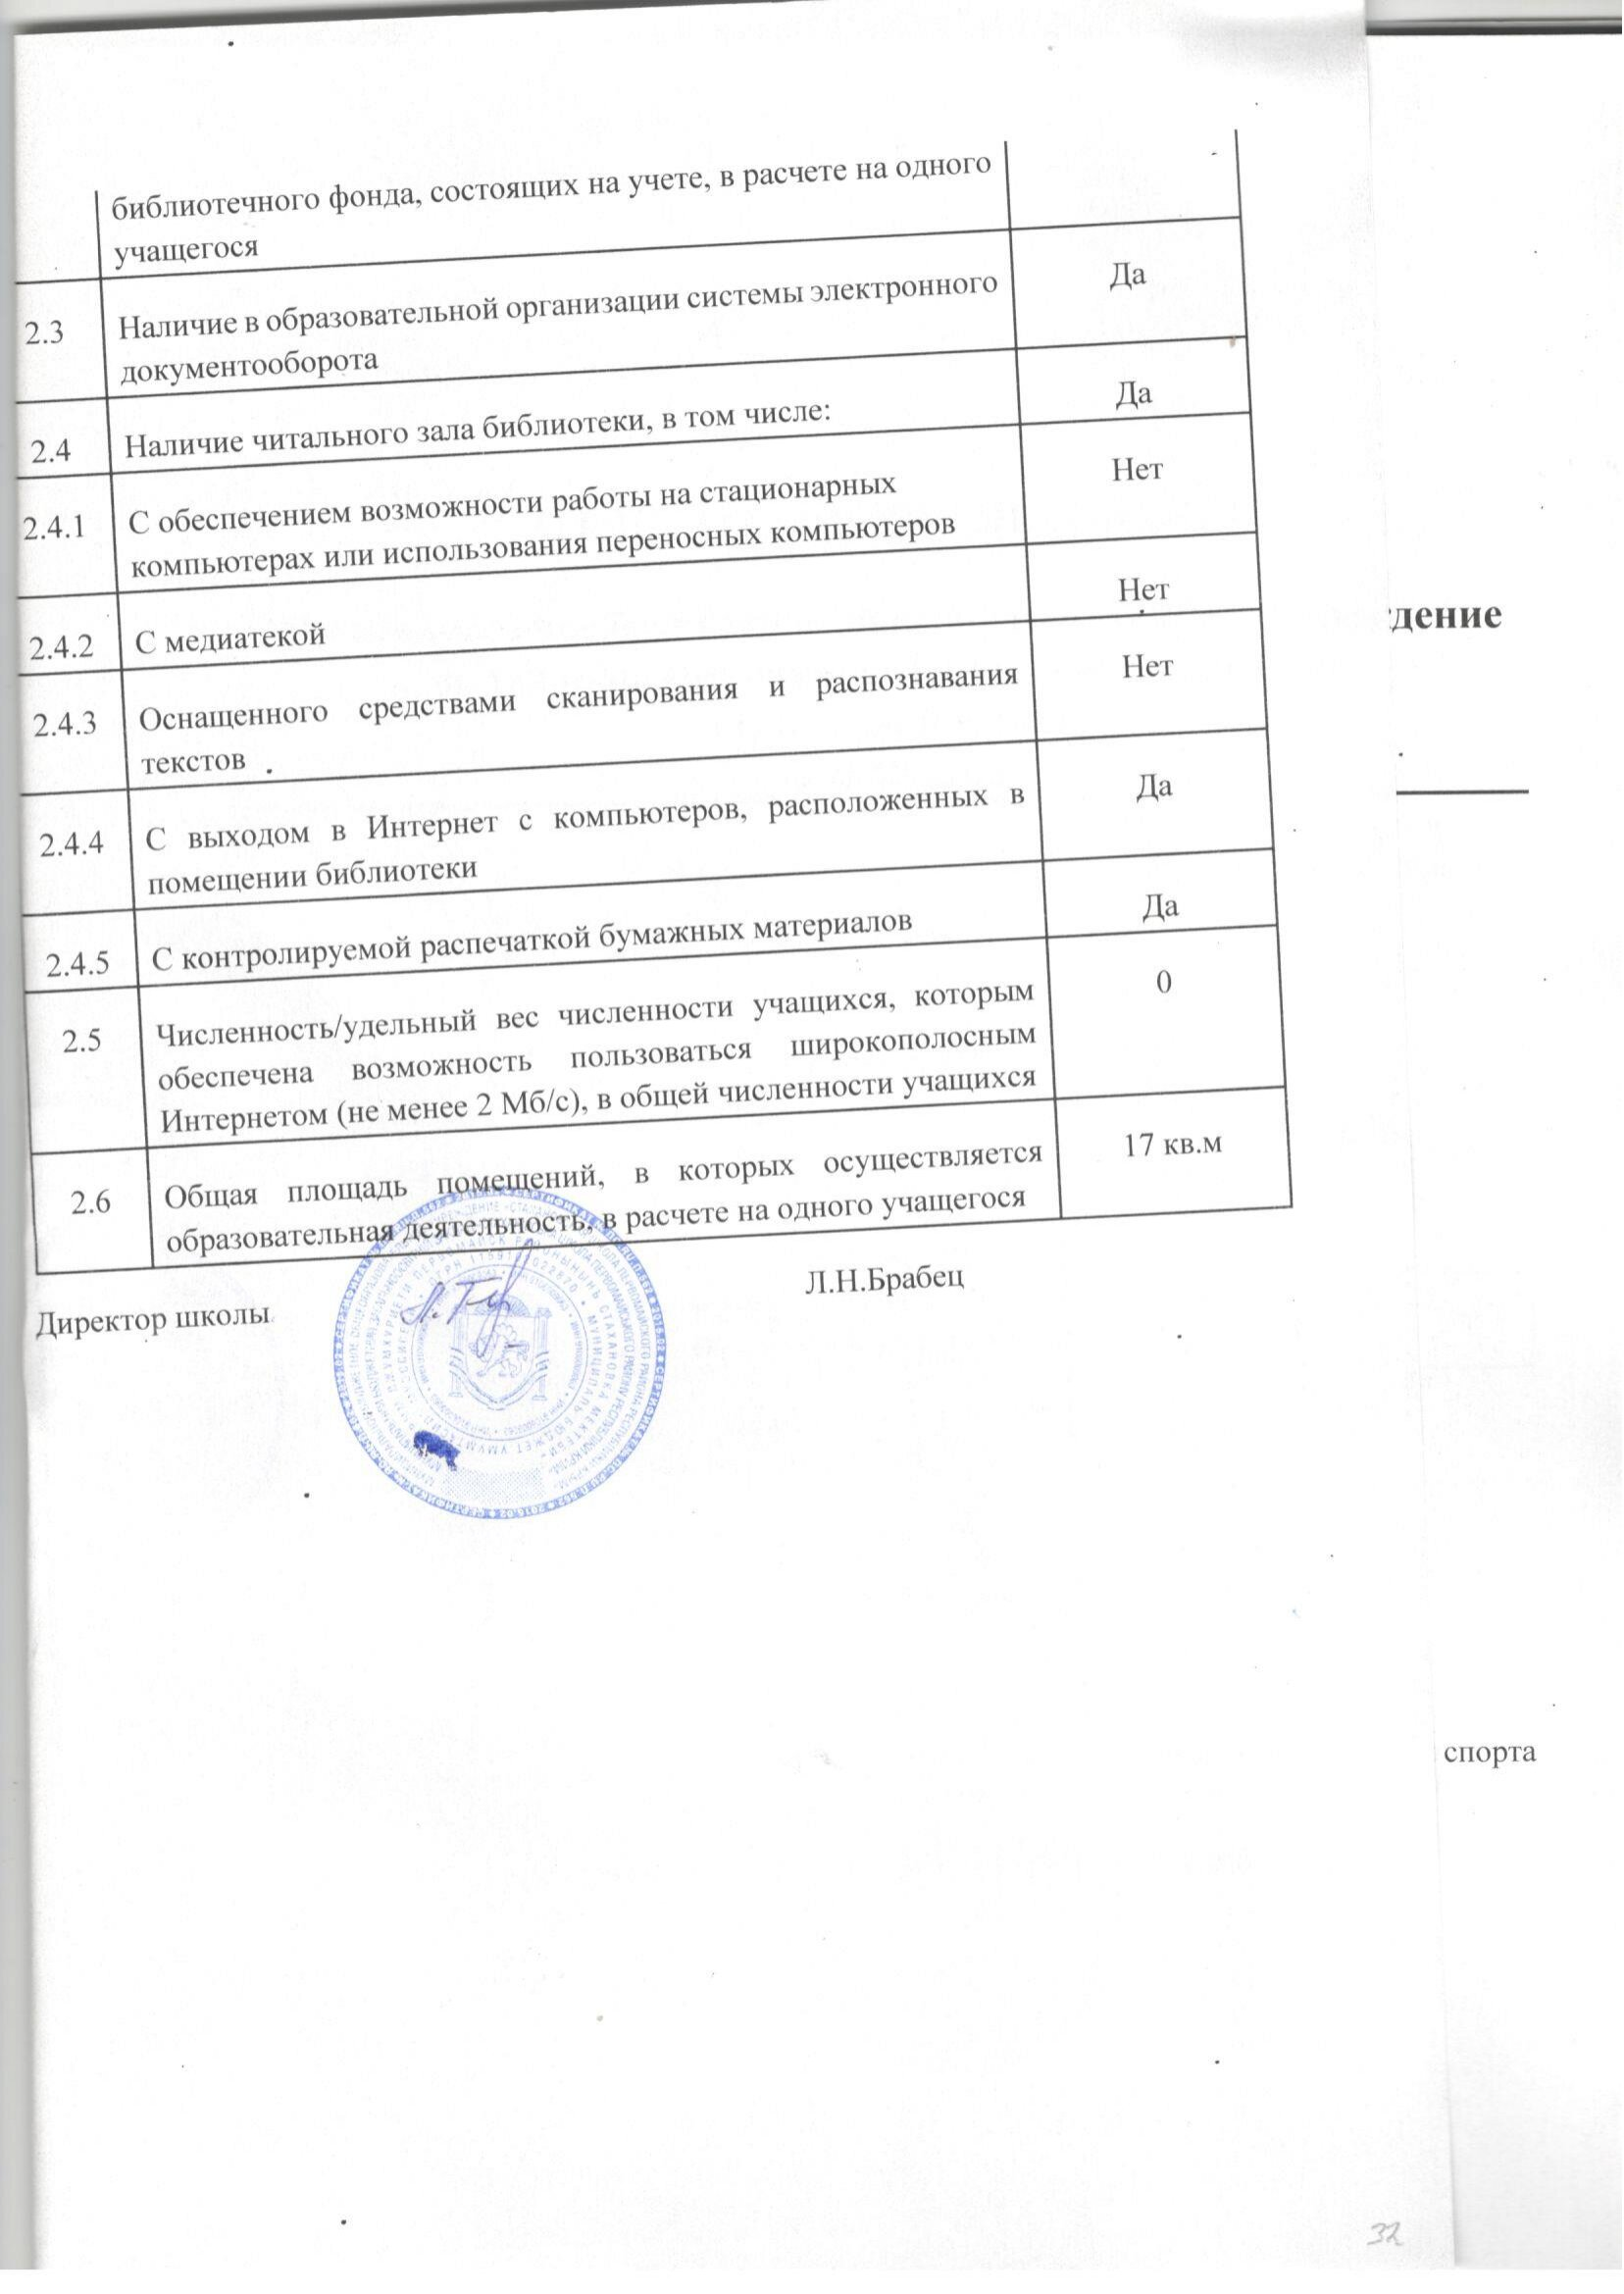 библиотечного фонда, состоящих на учете, в расчете на одного
учащегося
2.3 Наличие в образовательной организации системы электронного Да
документооборота
2.4 Наличие читального зала библиотеки, в том числе: Да
2.4.1 С обеспечением возможности работы на стационарных Нет
компьютерах или использования переносных компьютеров
2.4.2 С медиатекой Нет
2.4.3 Оснащенного средствами сканирования и распознавания Нет
текстов
2.4.4 С выходом в Интернет с компьютеров, расположенных в Да
помещении библиотеки
2.4.5 С контролируемой распечаткой бумажных материалов Да
2.5 Численность/удельный вес численности учащихся, которым 0
обеспечена возможность пользоваться широкополосным
Интернетом (не менее 2 Мб/с), в общей численности учащихся
2.6 Общая площадь помещений, в которых осуществляется 17 кв.м
образовательная деятельность, в расчете на одного учащегося
Директор школы Л.Н.Брабец
дение
спорта
32